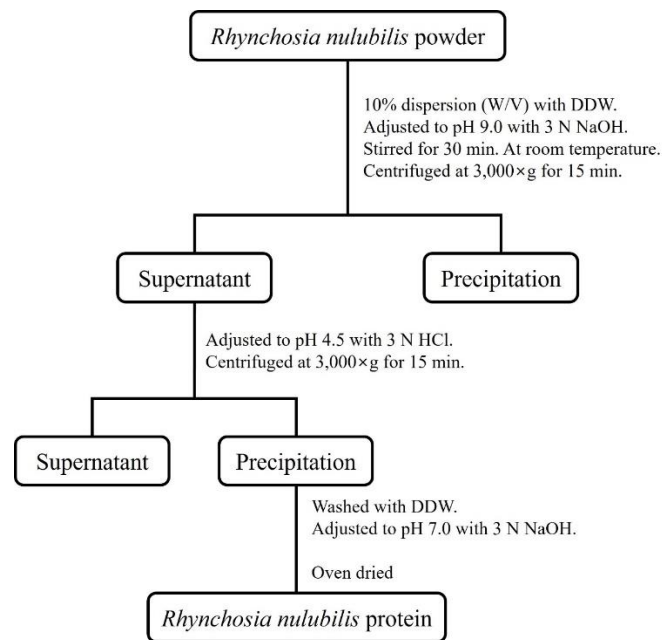 Rhynchosia nulubilis powder
10% dispersion (W/V) with DDW.
Adjusted to pH 9.0 with 3 N NaOH.
Stirred for 30 min. At room temperature.
Centrifuged at 3,000×g for 15 min.
Supernatant
Precipitation
Adjusted to pH 4.5 with 3 N HCl.
Centrifuged at 3,000×g for 15 min.
Supernatant
Precipitation
Washed with DDW.
Adjusted to pH 7.0 with 3 N NaOH.
Oven dried
Rhynchosia nulubilis protein